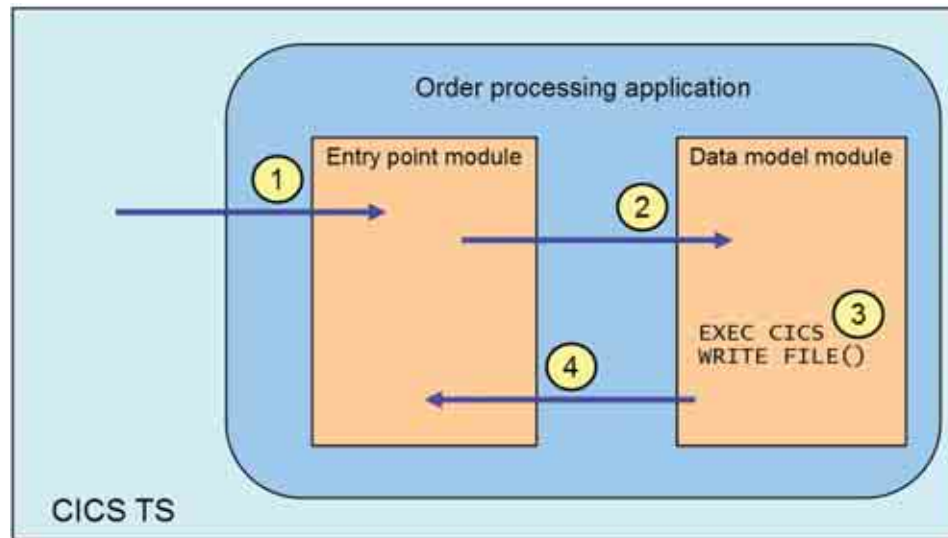 Order processing application
Entry point module
Data model module
1
2
3
EXEC CICS
WRITE FILE()
4
CICS TS